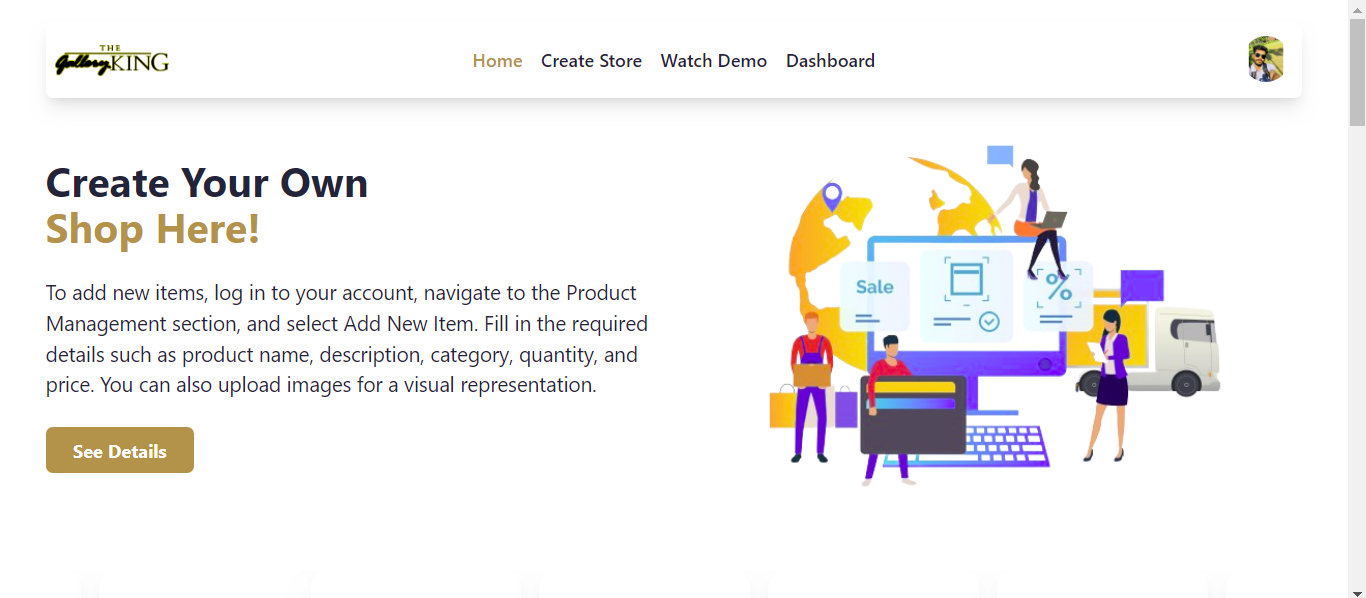 THE
Gallery KING
Home Create Store Watch Demo Dashboard
Create Your Own
Shop Here!
To add new items, log in to your account, navigate to the Product
Management section, and select Add New Item. Fill in the required
details such as product name, description, category, quantity, and
price. You can also upload images for a visual representation.
See Details
Sale
%